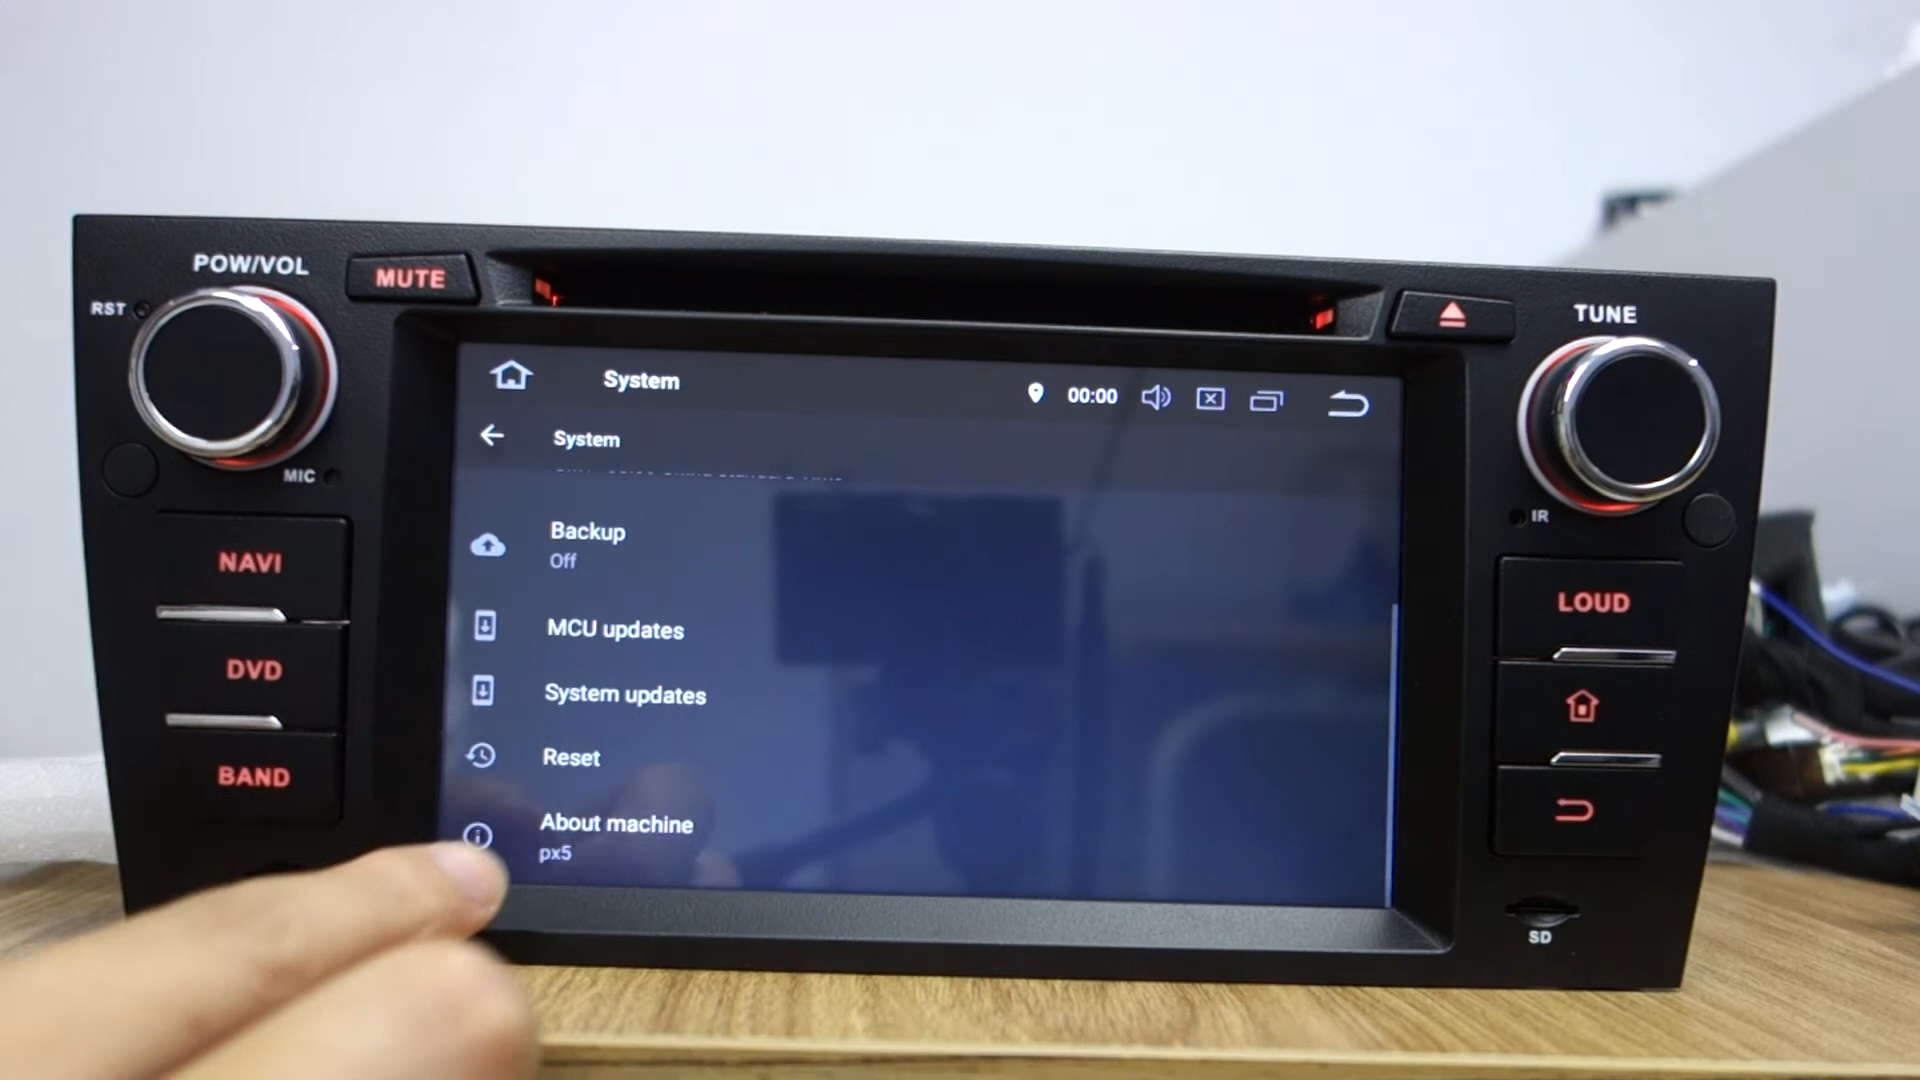 POW/VOL
MUTE
RST
MIC
TUNE
IR
System
00:00
System
Backup
Off
MCU updates
System updates
Reset
About machine
px5
NAVI
DVD
BAND
LOUD
SD